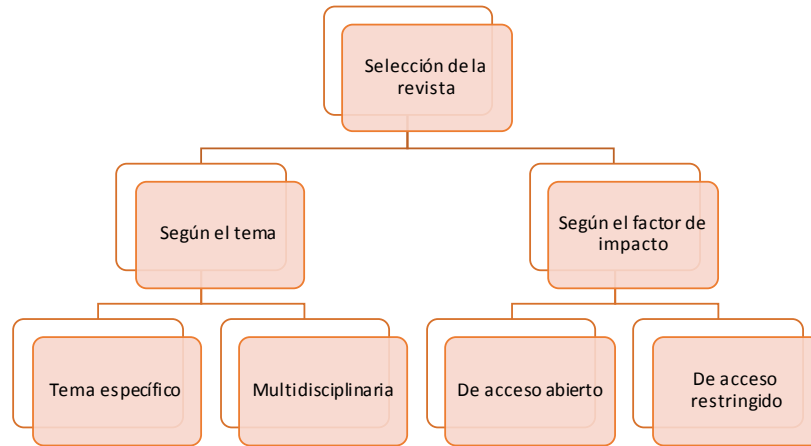 Selección de la
revista
Según el tema
Según el factor de
impacto
Tema específico
Multidisciplinaria
De acceso abierto
De acceso
restringido